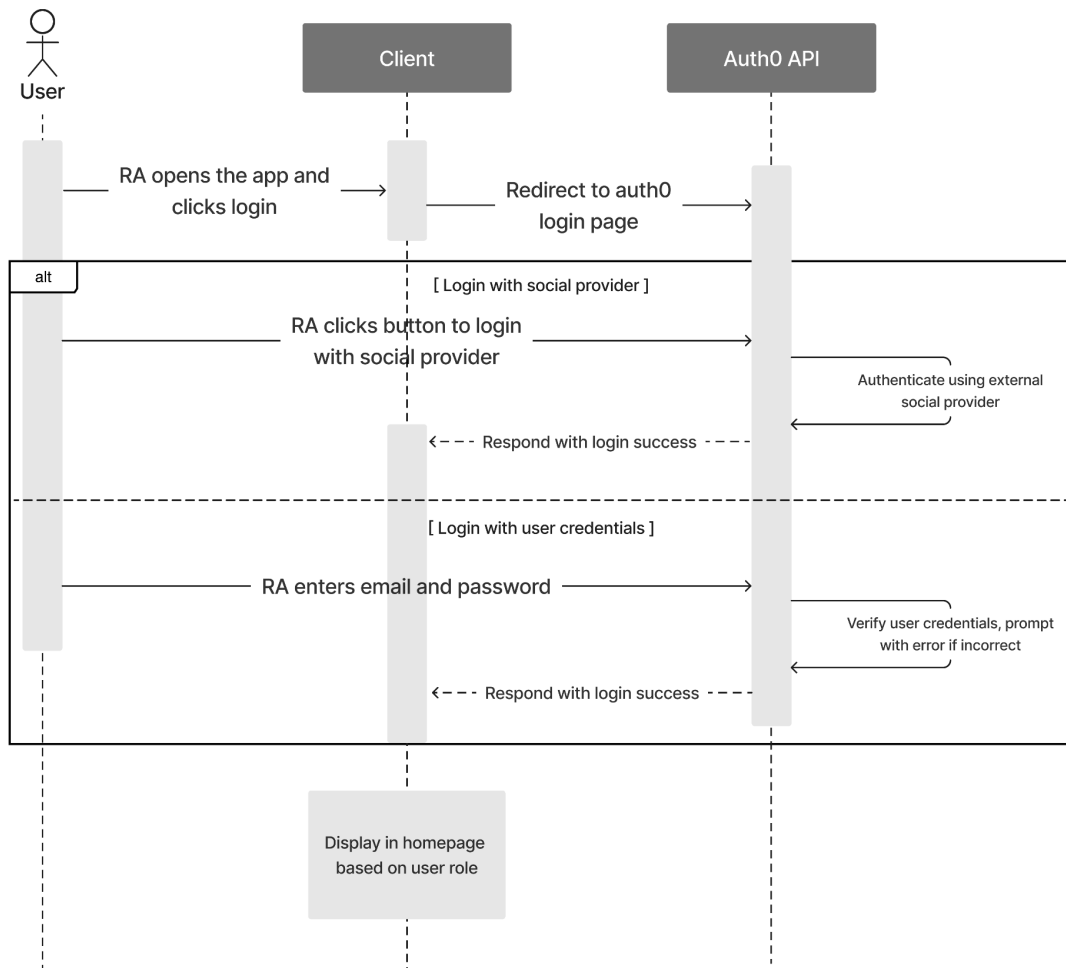 User
Client
Auth0 API
RA opens the app and
clicks login
Redirect to auth0
login page
alt
[ Login with social provider ]
RA clicks button to login
with social provider
Authenticate using external
social provider
Respond with login success
[ Login with user credentials ]
RA enters email and password
Verify user credentials, prompt
with error if incorrect
Respond with login success
Display in homepage
based on user role